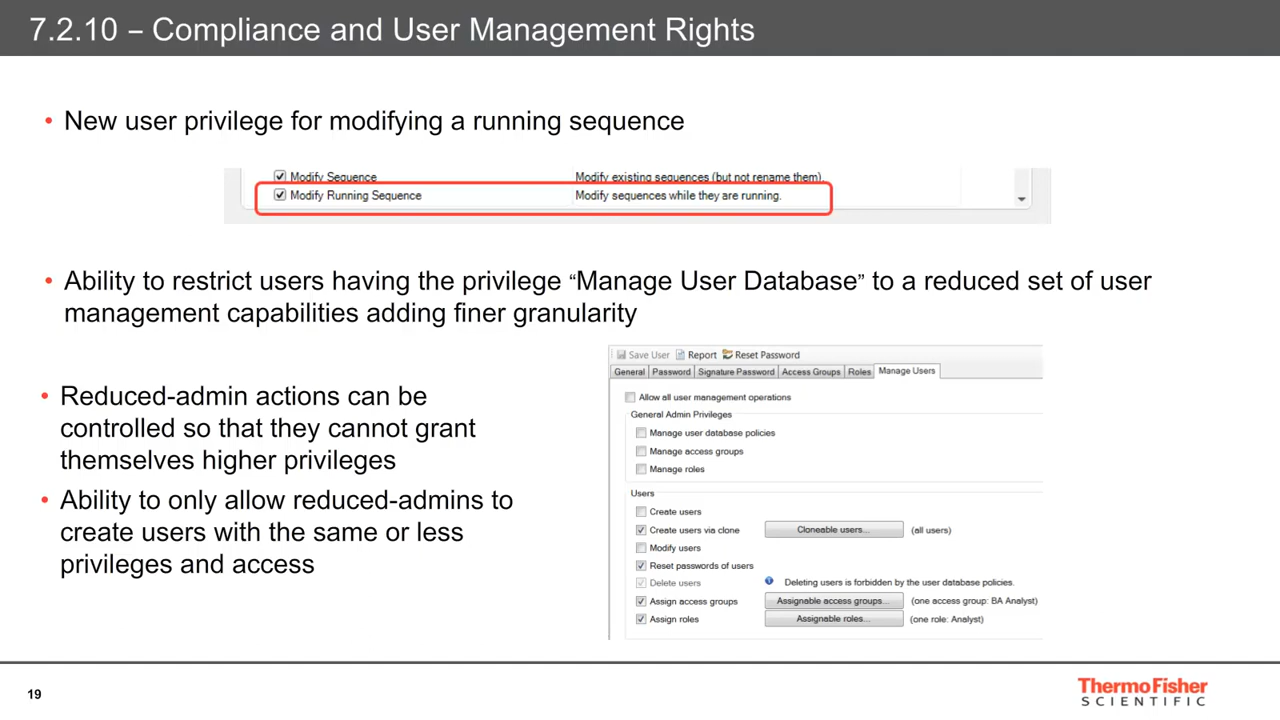 7.2.10 – Compliance and User Management Rights
• New user privilege for modifying a running sequence
Modify Sequence Modify existing sequences (but not rename them).
Modify Running Sequence Modify sequences while they are running.
• Ability to restrict users having the privilege “Manage User Database” to a reduced set of user
management capabilities adding finer granularity
• Reduced-admin actions can be
controlled so that they cannot grant
themselves higher privileges
• Ability to only allow reduced-admins to
create users with the same or less
privileges and access
Save User Report Reset Password
General Password Signature Password Access Groups Roles Manage Users
Allow all user management operations
General Admin Privileges
Manage user database policies
Manage access groups
Manage roles
Users
Create users
Create users via clone Cloneable users... (all users)
Modify users
Reset passwords of users
Delete users Deleting users is forbidden by the user database policies.
Assign access groups Assignable access groups... (one access group: BA Analyst)
Assign roles Assignable roles... (one role: Analyst)
19
ThermoFisher
SCIENTIFIC